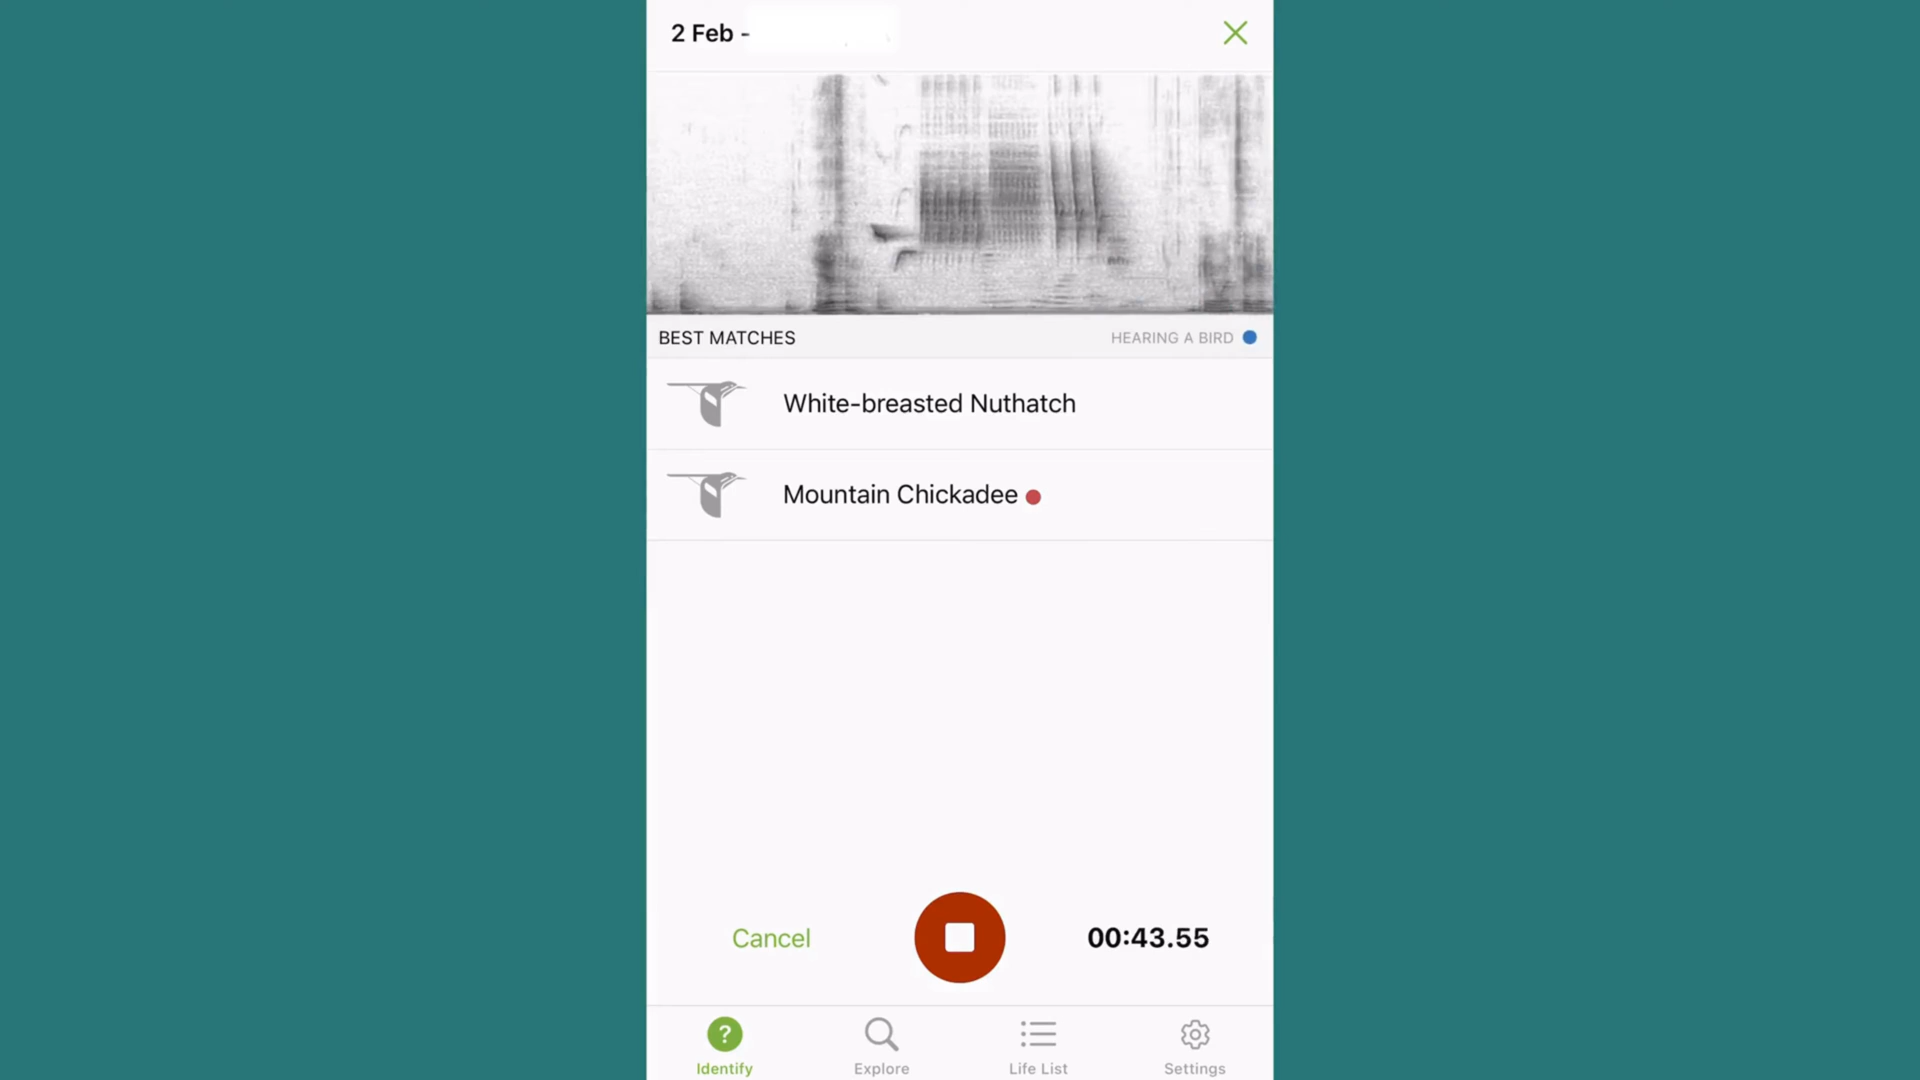 2 Feb -
BEST MATCHES
HEARING A BIRD
White-breasted Nuthatch
Mountain Chickadee
Cancel
00:43.55
?
Identify
Explore
Life List
Settings